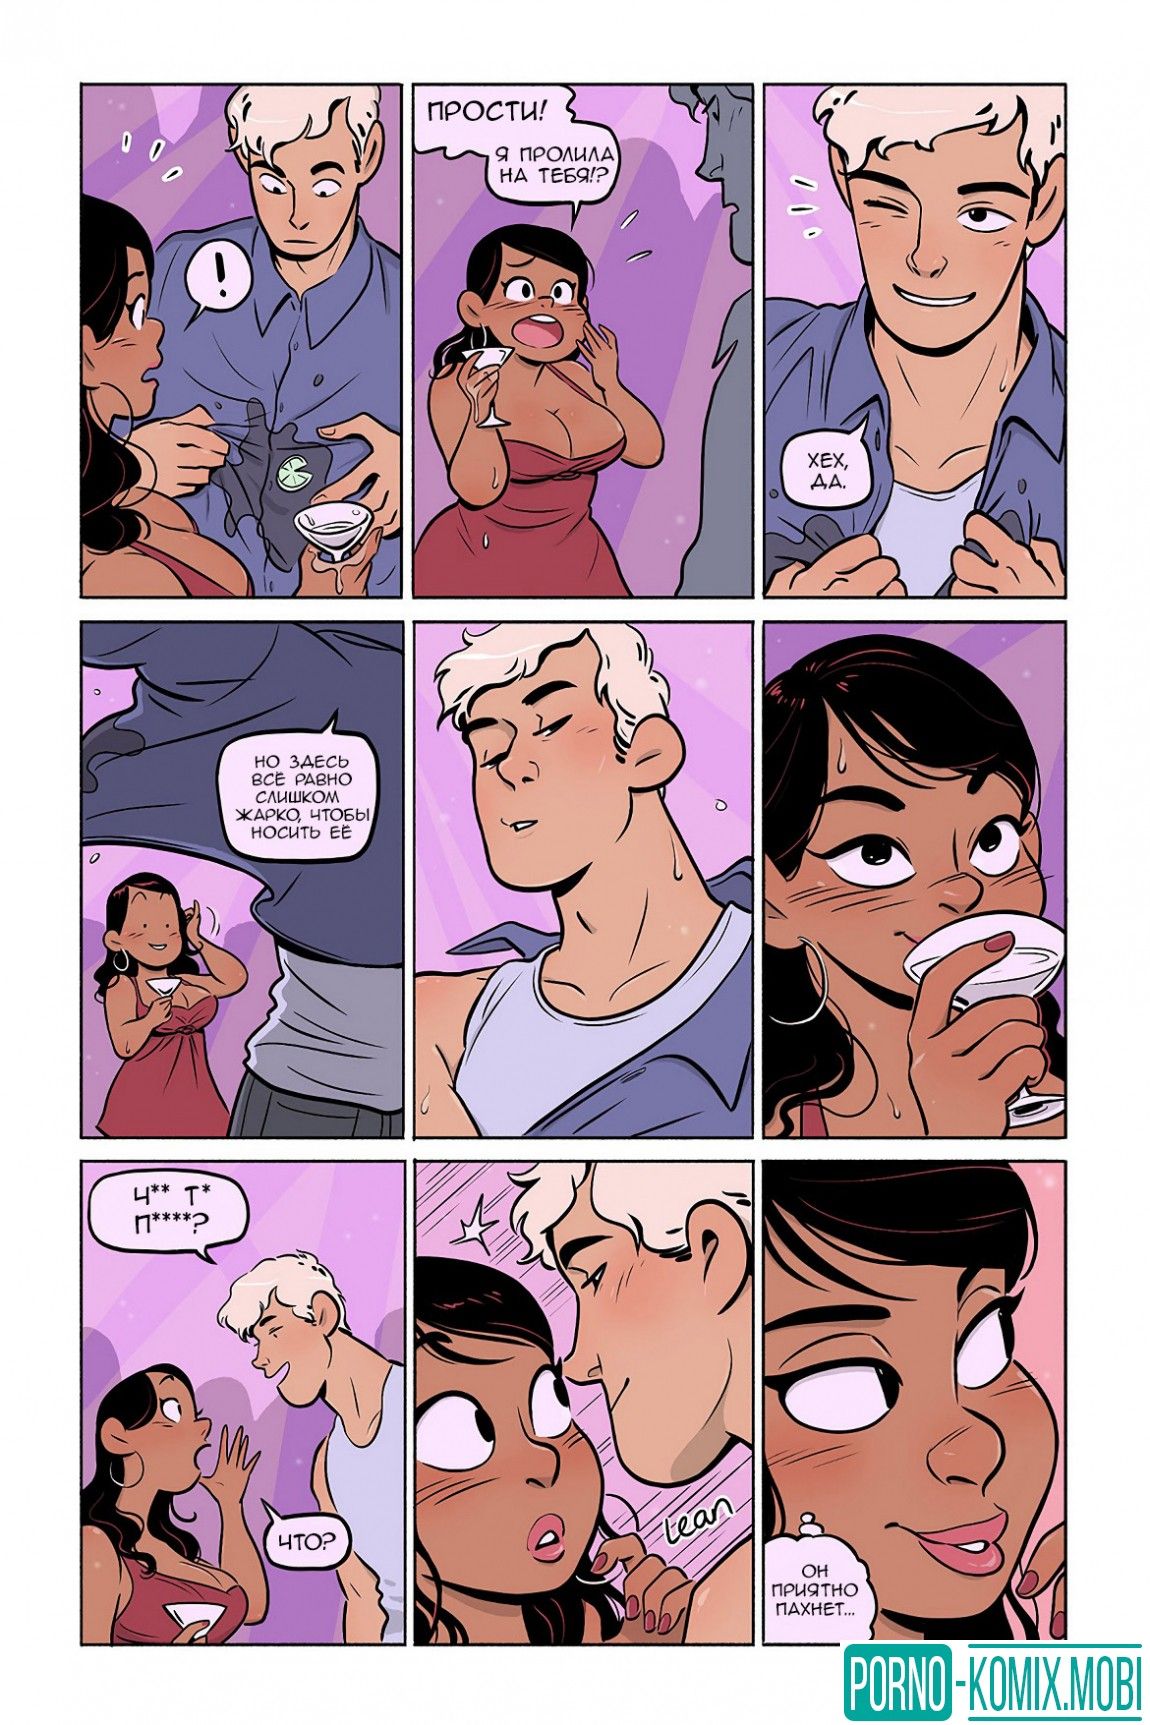 !
ПРОСТИ!
Я ПРОЛИЛА
НА ТЕБЯ!?
ХЕХ,
ДА.
НО ЗДЕСЬ
ВСЁ РАВНО
СЛИШКОМ
ЖАРКО, ЧТОБЫ
НОСИТЬ ЕЁ
Ч** Т*
П****?
ЧТО?
Lean
ОН
ПРИЯТНО
ПАХНЕТ...
PORNO-KOMIX.MOBI